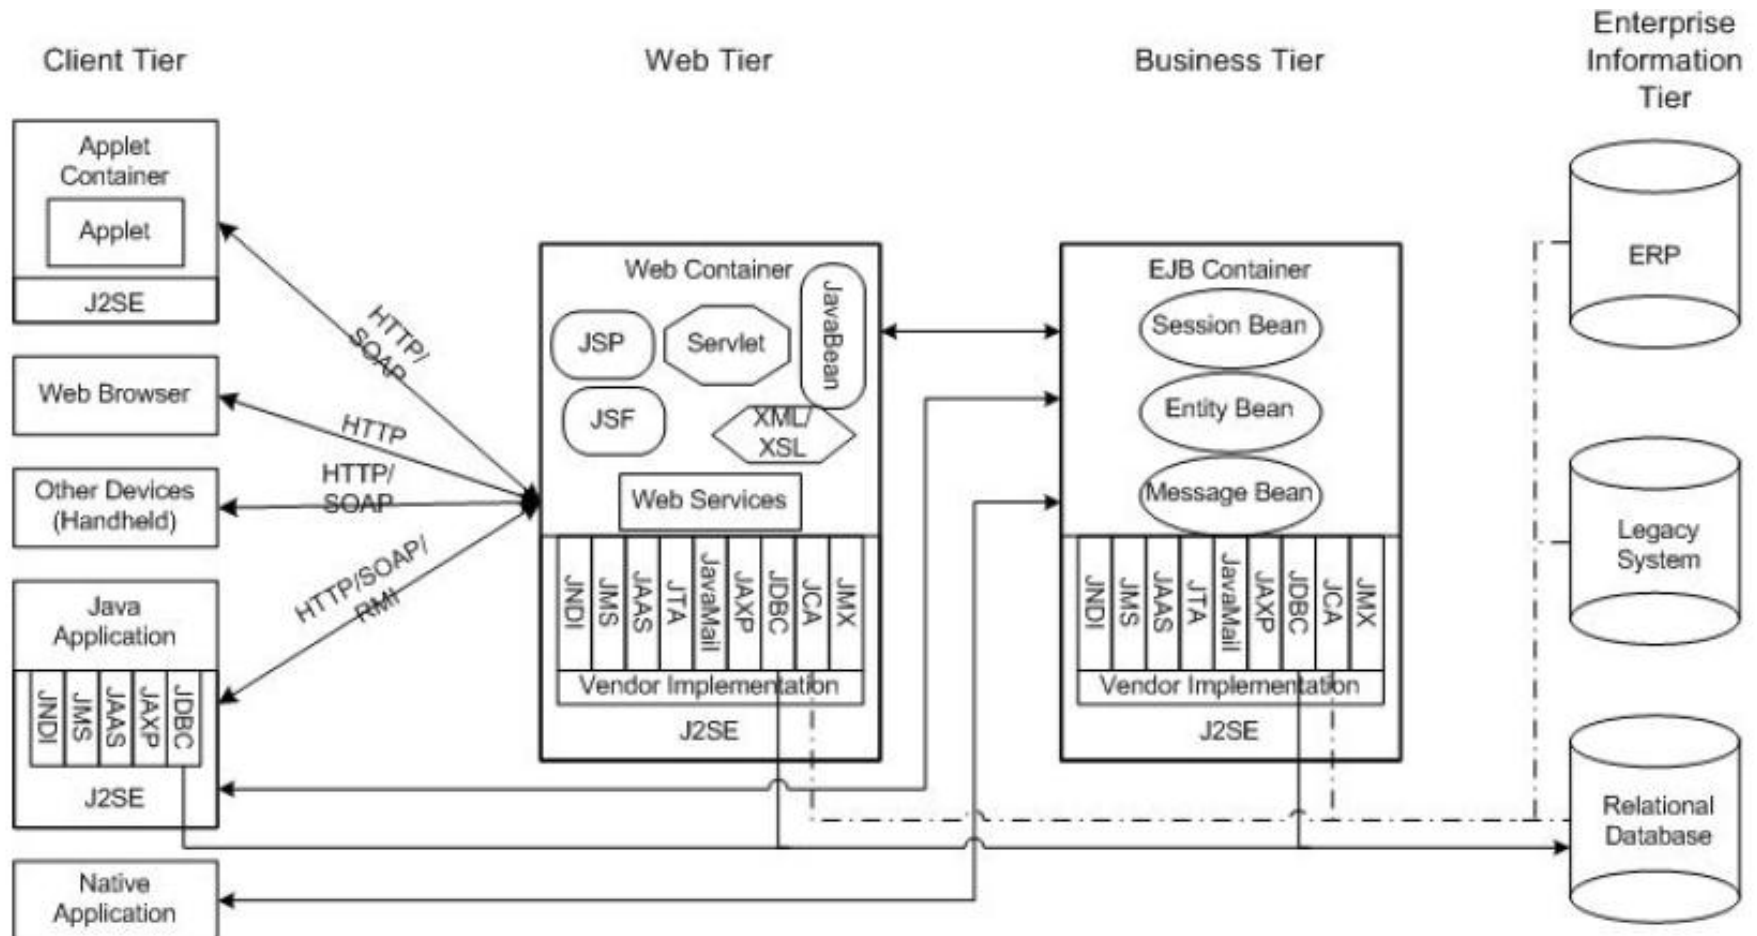 Client Tier
Web Tier
Business Tier
Enterprise
Information
Tier
Applet
Container
Applet
J2SE
Web Browser
Other Devices
(Handheld)
Java
Application
JNDI
JMS
JAAS
JAXP
JDBC
J2SE
Native
Application
HTTP/
SOAP
HTTP
HTTP/
SOAP
HTTP/SOAP/
RMI
Web Container
JSP
Servlet
JavaBean
JSF
XML/
XSL
Web Services
JNDI
JMS
JAAS
JTA
JavaMail
JAXP
JDBC
JCA
JMX
Vendor Implementation
J2SE
EJB Container
Session Bean
Entity Bean
Message Bean
JNDI
JMS
JAAS
JTA
JavaMail
JAXP
JDBC
JCA
JMX
Vendor Implementation
J2SE
ERP
Legacy
System
Relational
Database